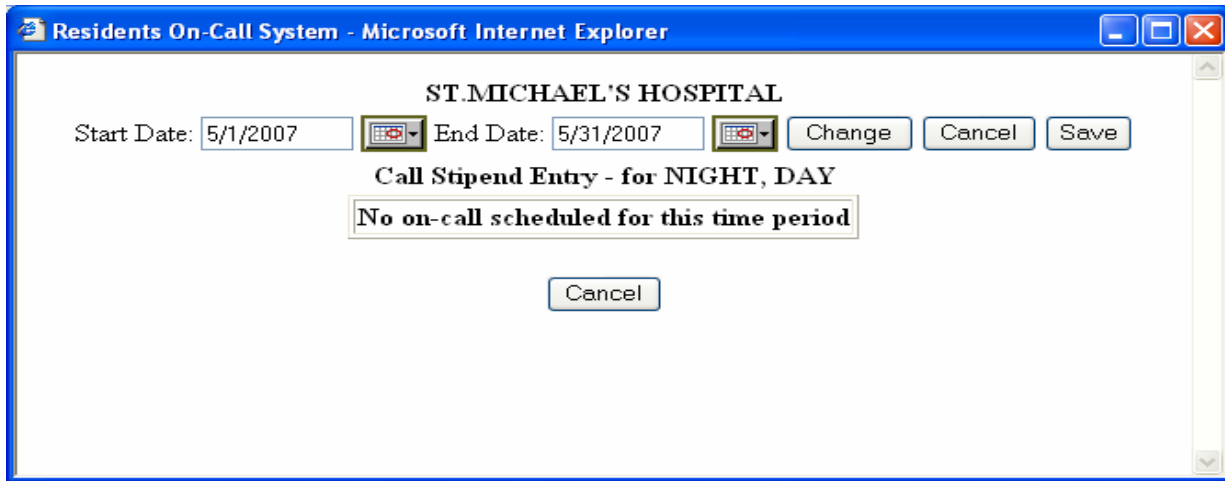 Residents On-Call System - Microsoft Internet Explorer
ST.MICHAEL'S HOSPITAL
Start Date: 5/1/2007 End Date: 5/31/2007 Change Cancel Save
Call Stipend Entry - for NIGHT, DAY
No on-call scheduled for this time period
Cancel